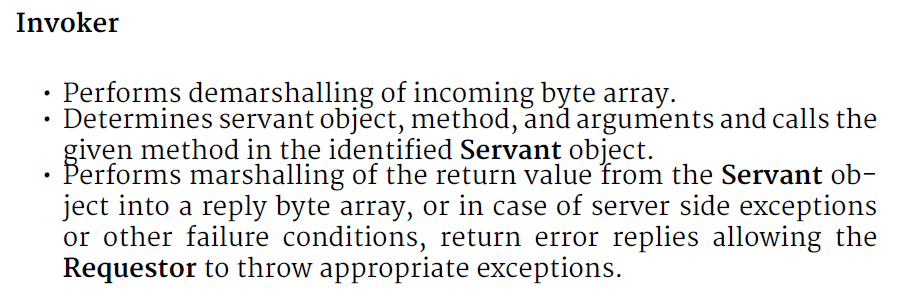 Invoker
• Performs demarshalling of incoming byte array.
• Determines servant object, method, and arguments and calls the
given method in the identified Servant object.
• Performs marshalling of the return value from the Servant ob-
ject into a reply byte array, or in case of server side exceptions
or other failure conditions, return error replies allowing the
Requestor to throw appropriate exceptions.